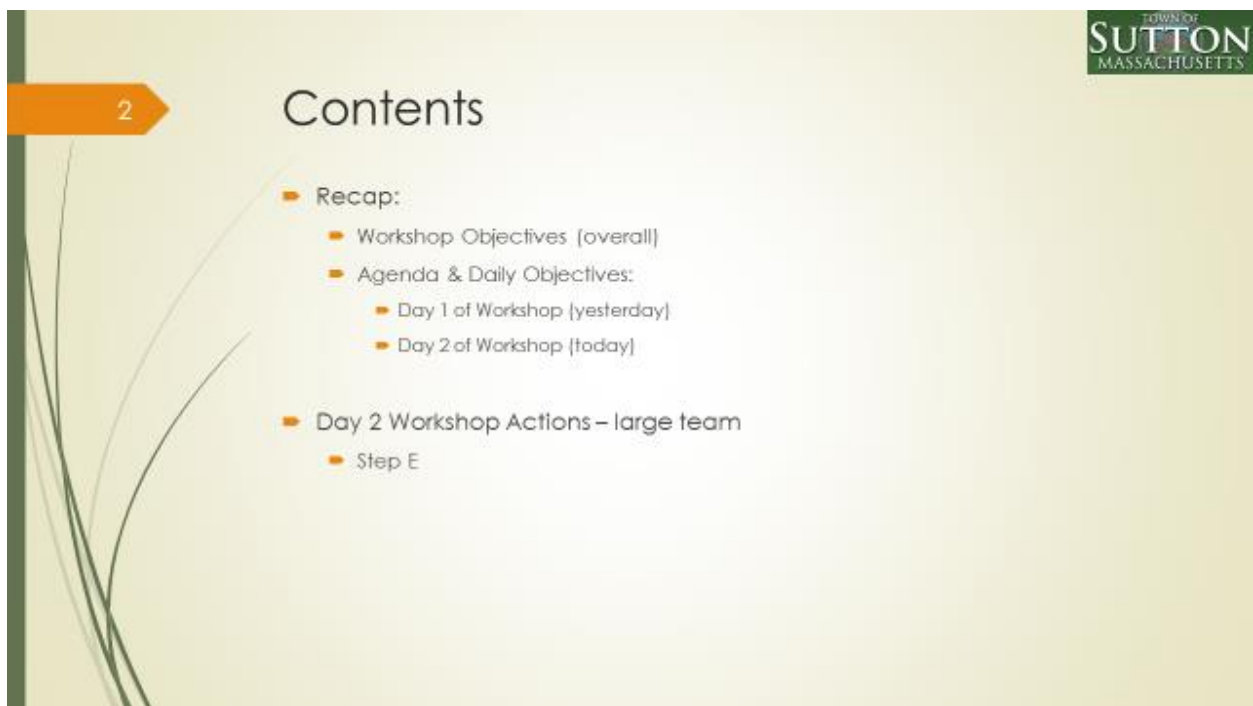 TOWN OF
SUTTON
MASSACHUSETTS
2
Contents
Recap:
Workshop Objectives (overall)
Agenda & Daily Objectives:
Day 1 of Workshop (yesterday)
Day 2 of Workshop (today)
Day 2 Workshop Actions – large team
Step E